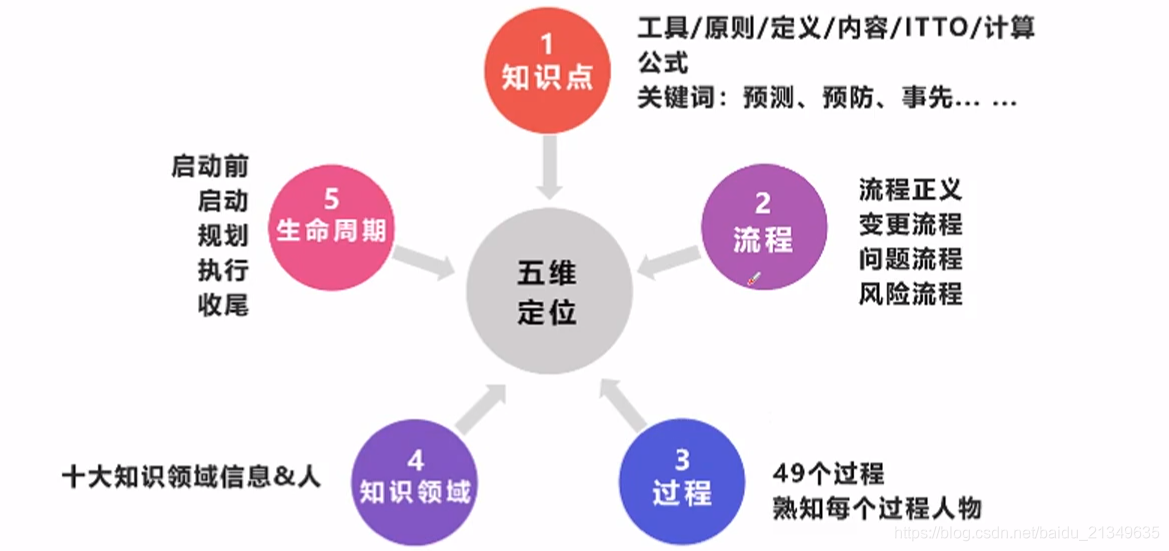 1
知识点
工具/原则/定义/内容/ITTO/计算
公式
关键词：预测、预防、事先... ...
2
流程
流程正义
变更流程
问题流程
风险流程
3
过程
49个过程
熟知每个过程人物
4
知识领域
十大知识领域信息&人
5
生命周期
启动前
启动
规划
执行
收尾
五维
定位
https://blog.csdn.net/baidu_21349635